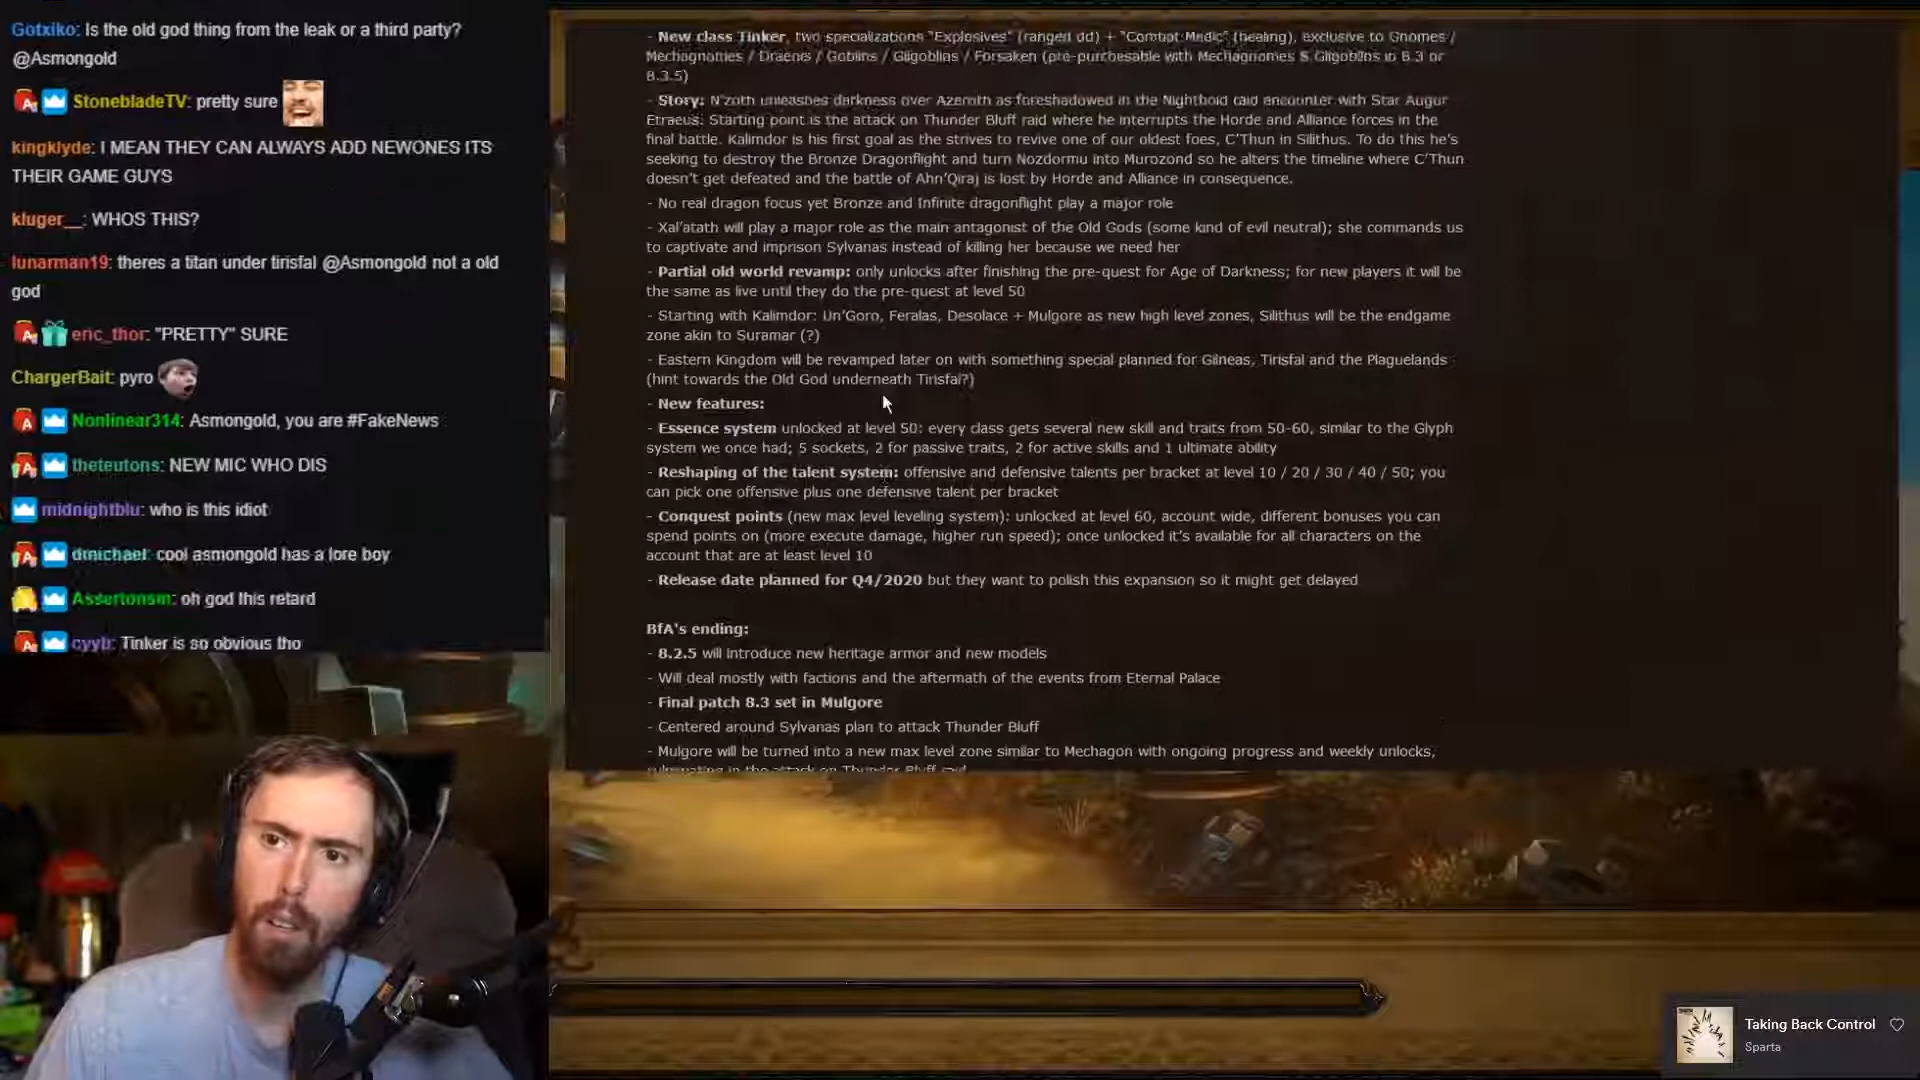 Gotxiko: Is the old god thing from the leak or a third party?
@Asmongold
StonebladeTV: pretty sure
kingklyde: I MEAN THEY CAN ALWAYS ADD NEWONES ITS
THEIR GAME GUYS
kluger__: WHOS THIS?
lunarman19: theres a titan under tirisfal @Asmongold not a old
god
eric_thor: "PRETTY" SURE
ChargerBait: pyro
Nonlinear314: Asmongold, you are #FakeNews
theteutons: NEW MIC WHO DIS
midnightblu: who is this idiot
dmichael: cool asmongold has a lore boy
Assertonsin: oh god this retard
cyyb: Tinker is so obvious tho
- New class Tinker, two specializations "Explosives" (ranged dd) + "Combat Medic" (healing), exclusive to Gnomes /
Mechagnomes / Draenei / Goblins / Gilgoblins / Forsaken (pre-purchesable with Mechagnomes & Gilgoblins in 8.3 or
8.3.5)
- Story: N'zoth unleashes darkness over Azeroth as foreshadowed in the Nighthold raid encounter with Star Augur
Etraeus. Starting point is the attack on Thunder Bluff raid where he interrupts the Horde and Alliance forces in the
final battle. Kalimdor is his first goal as the strives to revive one of our oldest foes, C'Thun in Silithus. To do this he's
seeking to destroy the Bronze Dragonflight and turn Nozdormu into Murozond so he alters the timeline where C'Thun
doesn't get defeated and the battle of Ahn'Qiraj is lost by Horde and Alliance in consequence.
- No real dragon focus yet Bronze and Infinite dragonflight play a major role
- Xal'atath will play a major role as the main antagonist of the Old Gods (some kind of evil neutral); she commands us
to captivate and imprison Sylvanas instead of killing her because we need her
- Partial old world revamp: only unlocks after finishing the pre-quest for Age of Darkness; for new players it will be
the same as live until they do the pre-quest at level 50
- Starting with Kalimdor: Un'Goro, Feralas, Desolace + Mulgore as new high level zones, Silithus will be the endgame
zone akin to Suramar (?)
- Eastern Kingdom will be revamped later on with something special planned for Gilneas, Tirisfal and the Plaguelands
(hint towards the Old God underneath Tirisfal?)
- New features:
- Essence system unlocked at level 50: every class gets several new skill and traits from 50-60, similar to the Glyph
system we once had; 5 sockets, 2 for passive traits, 2 for active skills and 1 ultimate ability
- Reshaping of the talent system: offensive and defensive talents per bracket at level 10 / 20 / 30 / 40 / 50; you
can pick one offensive plus one defensive talent per bracket
- Conquest points (new max level leveling system): unlocked at level 60, account wide, different bonuses you can
spend points on (more execute damage, higher run speed); once unlocked it's available for all characters on the
account that are at least level 10
- Release date planned for Q4/2020 but they want to polish this expansion so it might get delayed
BfA's ending:
- 8.2.5 will introduce new heritage armor and new models
- Will deal mostly with factions and the aftermath of the events from Eternal Palace
- Final patch 8.3 set in Mulgore
- Centered around Sylvanas plan to attack Thunder Bluff
- Mulgore will be turned into a new max level zone similar to Mechagon with ongoing progress and weekly unlocks,
culminating in the attack on Thunder Bluff raid
Taking Back Control
Sparta